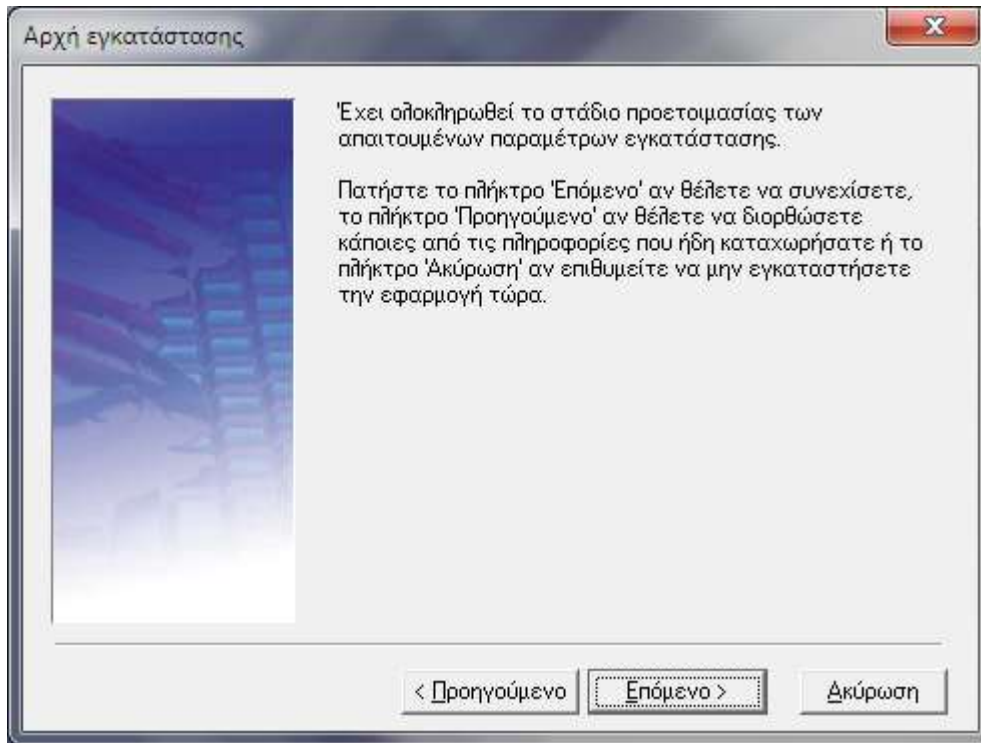 Αρχή εγκατάστασης
Έχει ολοκληρωθεί το στάδιο προετοιμασίας των
απαιτουμένων παραμέτρων εγκατάστασης.
Πατήστε το πλήκτρο 'Επόμενο' αν θέλετε να συνεχίσετε,
το πλήκτρο 'Προηγούμενο' αν θέλετε να διορθώσετε
κάποιες από τις πληροφορίες που ήδη καταχωρήσατε ή το
πλήκτρο 'Ακύρωση' αν επιθυμείτε να μην εγκαταστήσετε
την εφαρμογή τώρα.
< Προηγούμενο Επόμενο > Ακύρωση